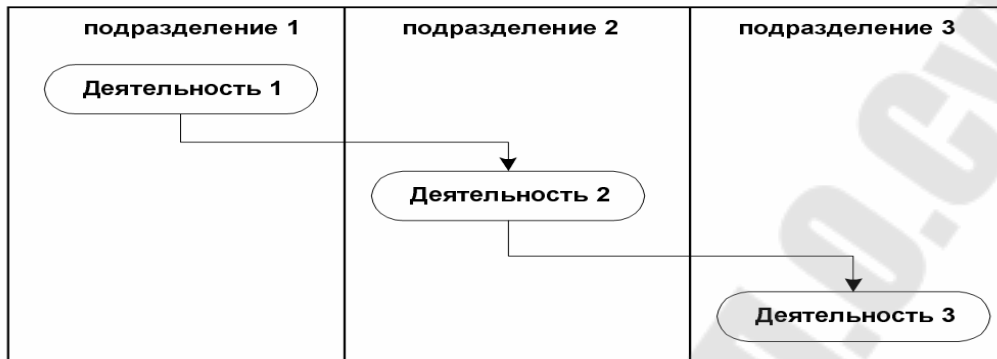 подразделение 1
подразделение 2
подразделение 3
Деятельность 1
Деятельность 2
Деятельность 3